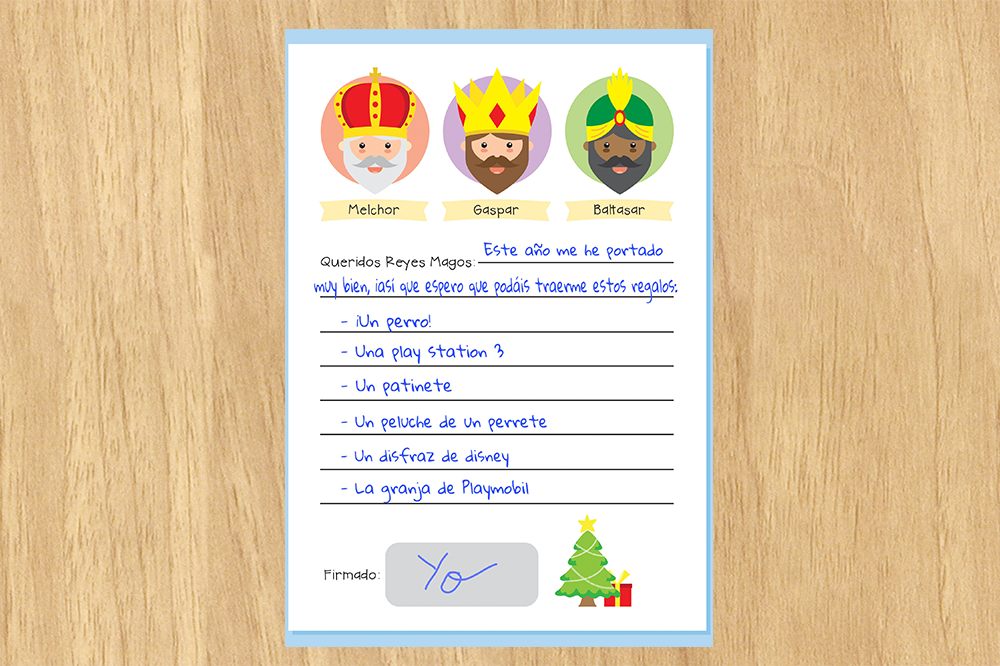 Melchor Gaspar Baltasar
Queridos Reyes Magos: Este año me he portado
muy bien, ¡así que espero que podáis traerme estos regalos:
- ¡Un perro!
- Una play station 3
- Un patinete
- Un peluche de un perrete
- Un disfraz de disney
- La granja de Playmobil
Firmado: Yo